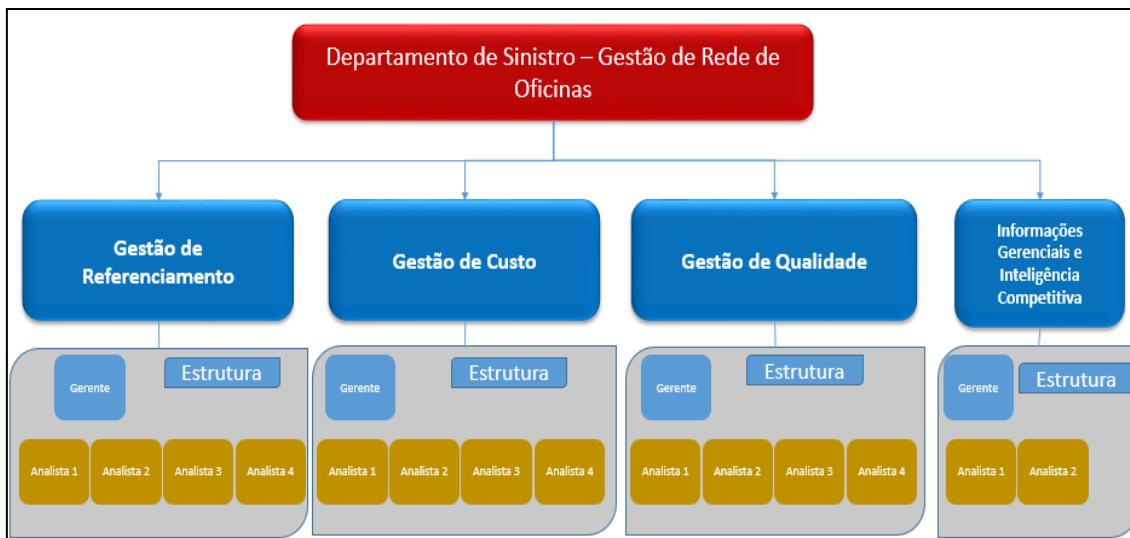 Departamento de Sinistro – Gestão de Rede de
Oficinas
Gestão de
Referenciamento
Gestão de Custo
Gestão de Qualidade
Informações
Gerenciais e
Inteligência
Competitiva
Gerente
Estrutura
Analista 1
Analista 2
Analista 3
Analista 4
Gerente
Estrutura
Analista 1
Analista 2
Analista 3
Analista 4
Gerente
Estrutura
Analista 1
Analista 2
Analista 3
Analista 4
Gerente
Estrutura
Analista 1
Analista 2